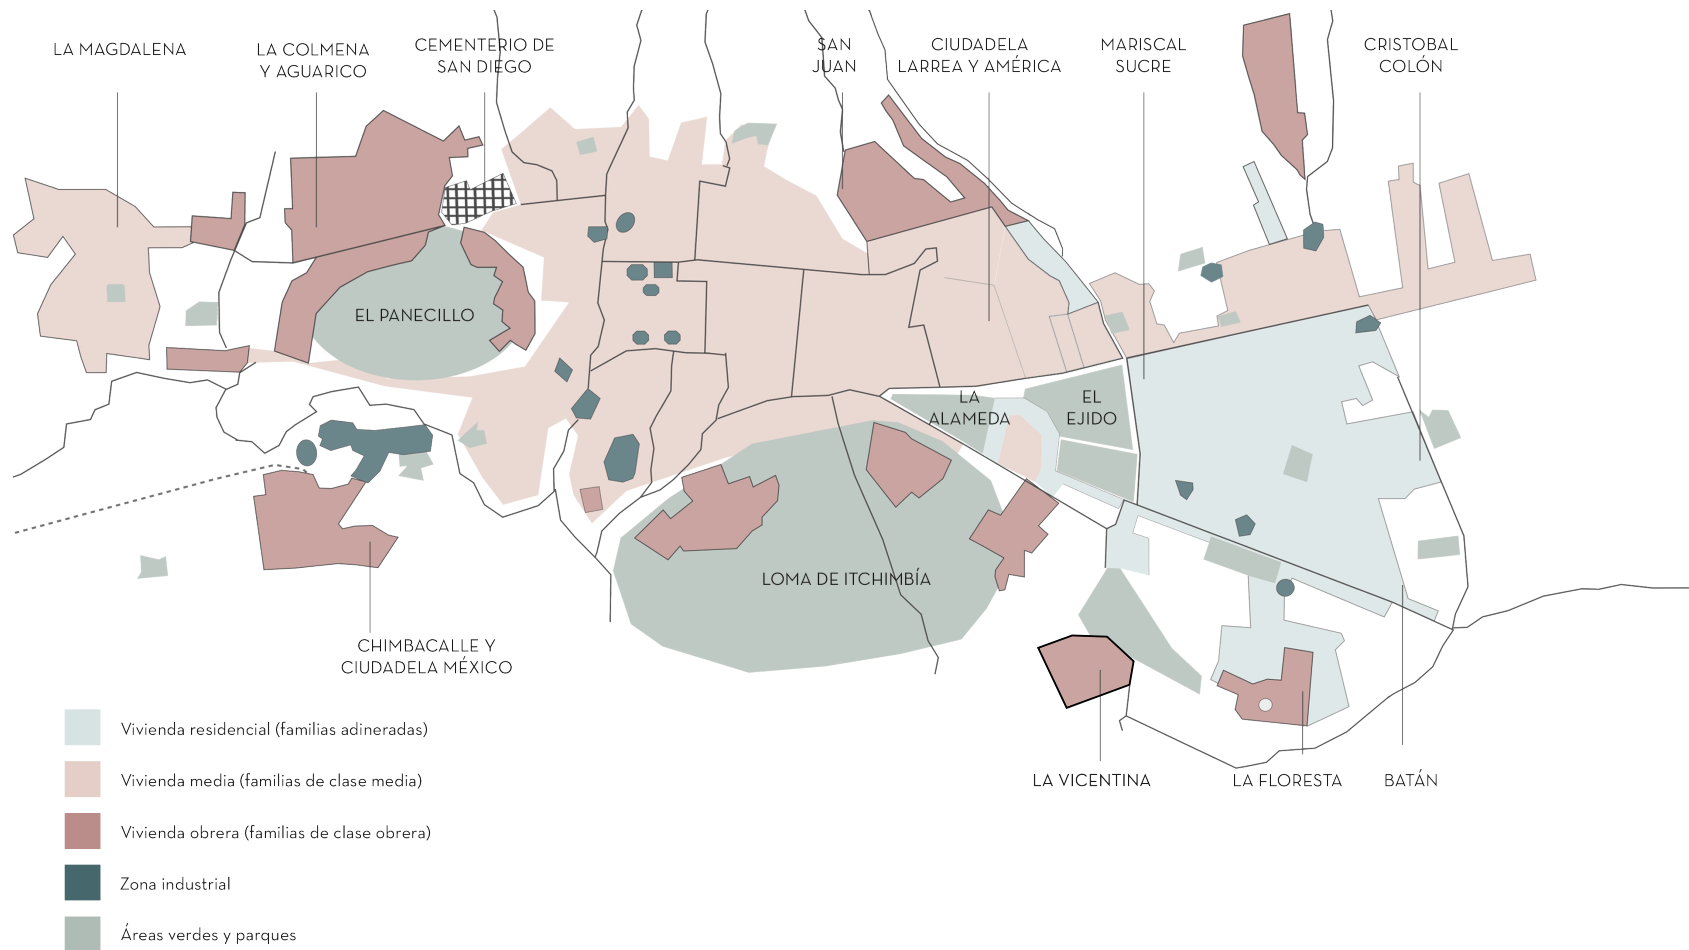 LA MAGDALENA
LA COLMENA
Y AGUARICO
CEMENTERIO DE
SAN DIEGO
SAN
JUAN
CIUDADELA
LARREA Y AMÉRICA
MARISCAL
SUCRE
CRISTOBAL
COLÓN
EL PANECILLO
LA
ALAMEDA
EL
EJIDO
LOMA DE ITCHIMBÍA
CHIMBACALLE Y
CIUDADELA MÉXICO
LA VICENTINA
LA FLORESTA
BATÁN
Vivienda residencial (familias adineradas)
Vivienda media (familias de clase media)
Vivienda obrera (familias de clase obrera)
Zona industrial
Áreas verdes y parques